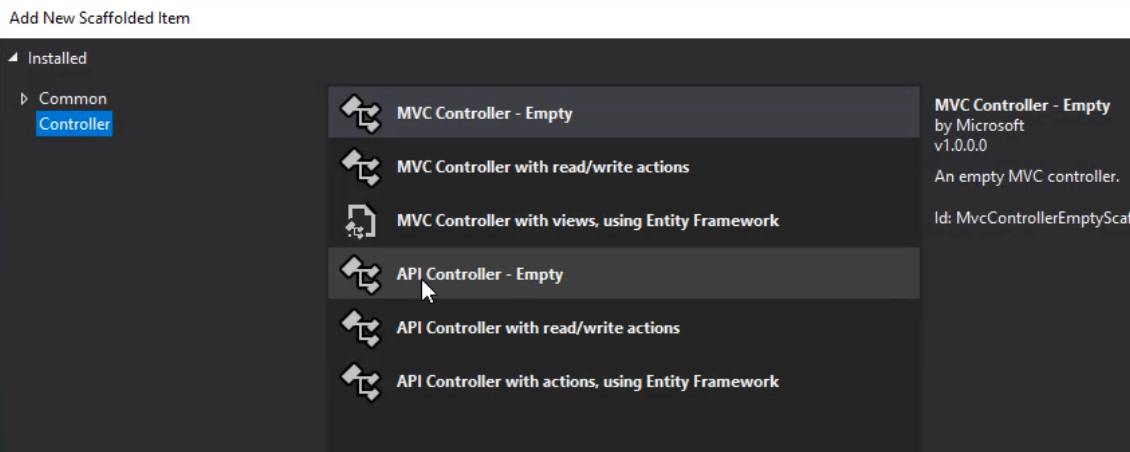 Add New Scaffolded Item
Installed
Common
Controller
MVC Controller - Empty
MVC Controller with read/write actions
MVC Controller with views, using Entity Framework
API Controller - Empty
API Controller with read/write actions
API Controller with actions, using Entity Framework
MVC Controller - Empty
by Microsoft
v1.0.0.0
An empty MVC controller.
Id: